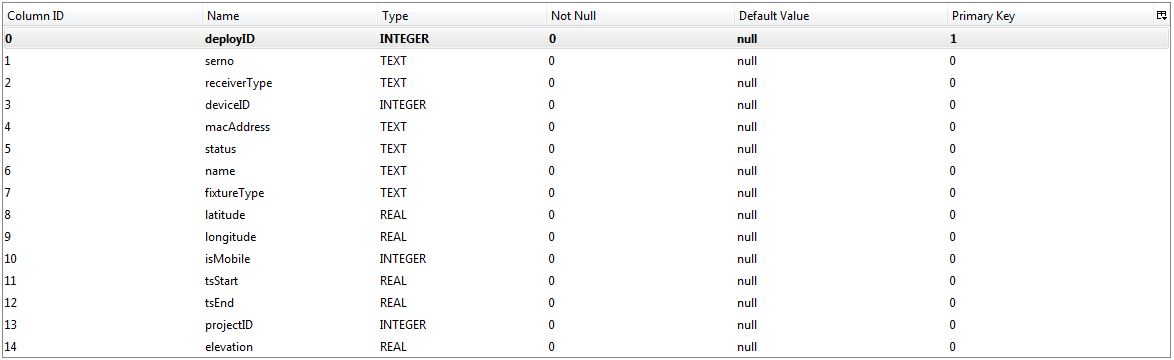 Column ID Name Type Not Null Default Value Primary Key
0 deployID INTEGER 0 null 1
1 serno TEXT 0 null 0
2 receiverType TEXT 0 null 0
3 deviceID INTEGER 0 null 0
4 macAddress TEXT 0 null 0
5 status TEXT 0 null 0
6 name TEXT 0 null 0
7 fixtureType TEXT 0 null 0
8 latitude REAL 0 null 0
9 longitude REAL 0 null 0
10 isMobile INTEGER 0 null 0
11 tsStart REAL 0 null 0
12 tsEnd REAL 0 null 0
13 projectID INTEGER 0 null 0
14 elevation REAL 0 null 0